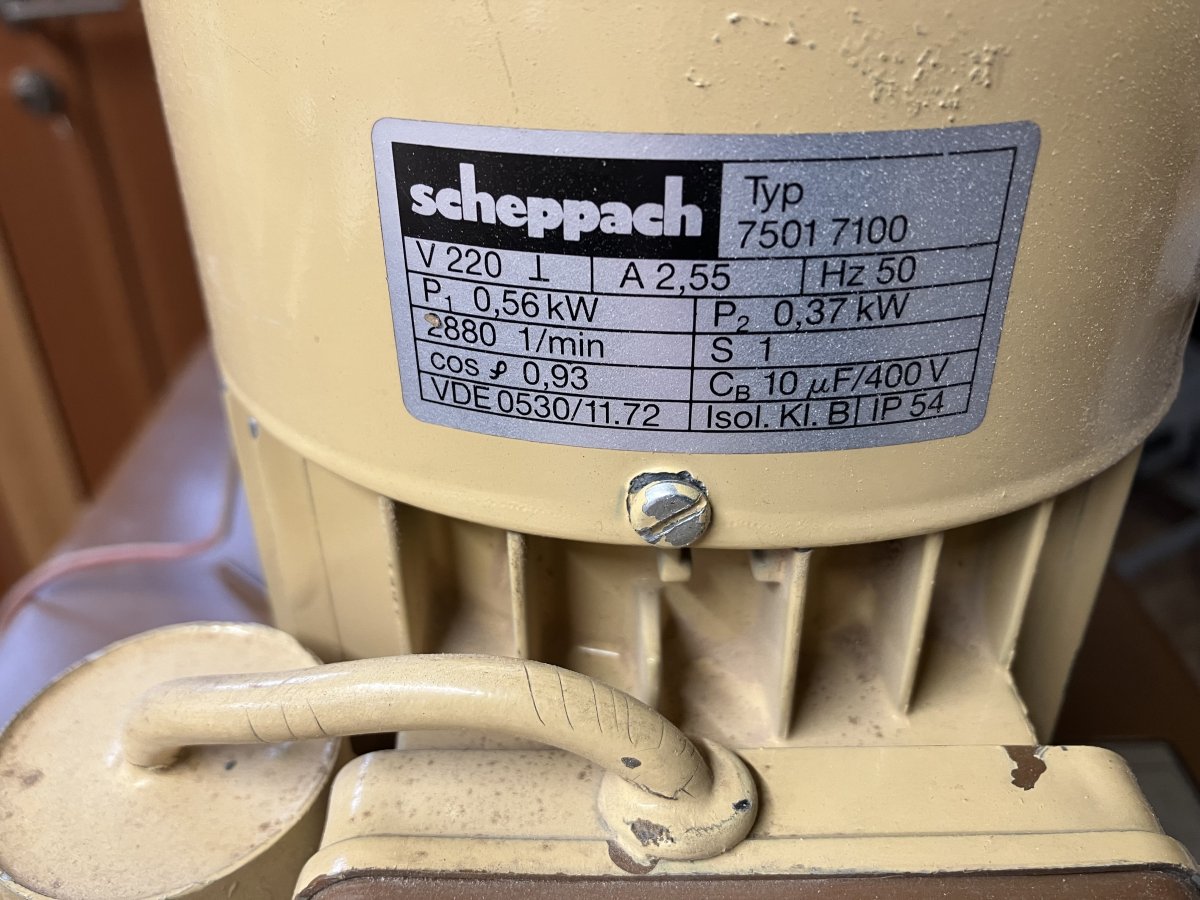 scheppach
Typ
7501 7100
V 220 ⊥ A 2,55 Hz 50
P₁ 0,56 kW P₂ 0,37 kW
2880 1/min S 1
cos φ 0,93 C_B 10 µF/400 V
VDE 0530/11.72 Isol. Kl. B IP 54